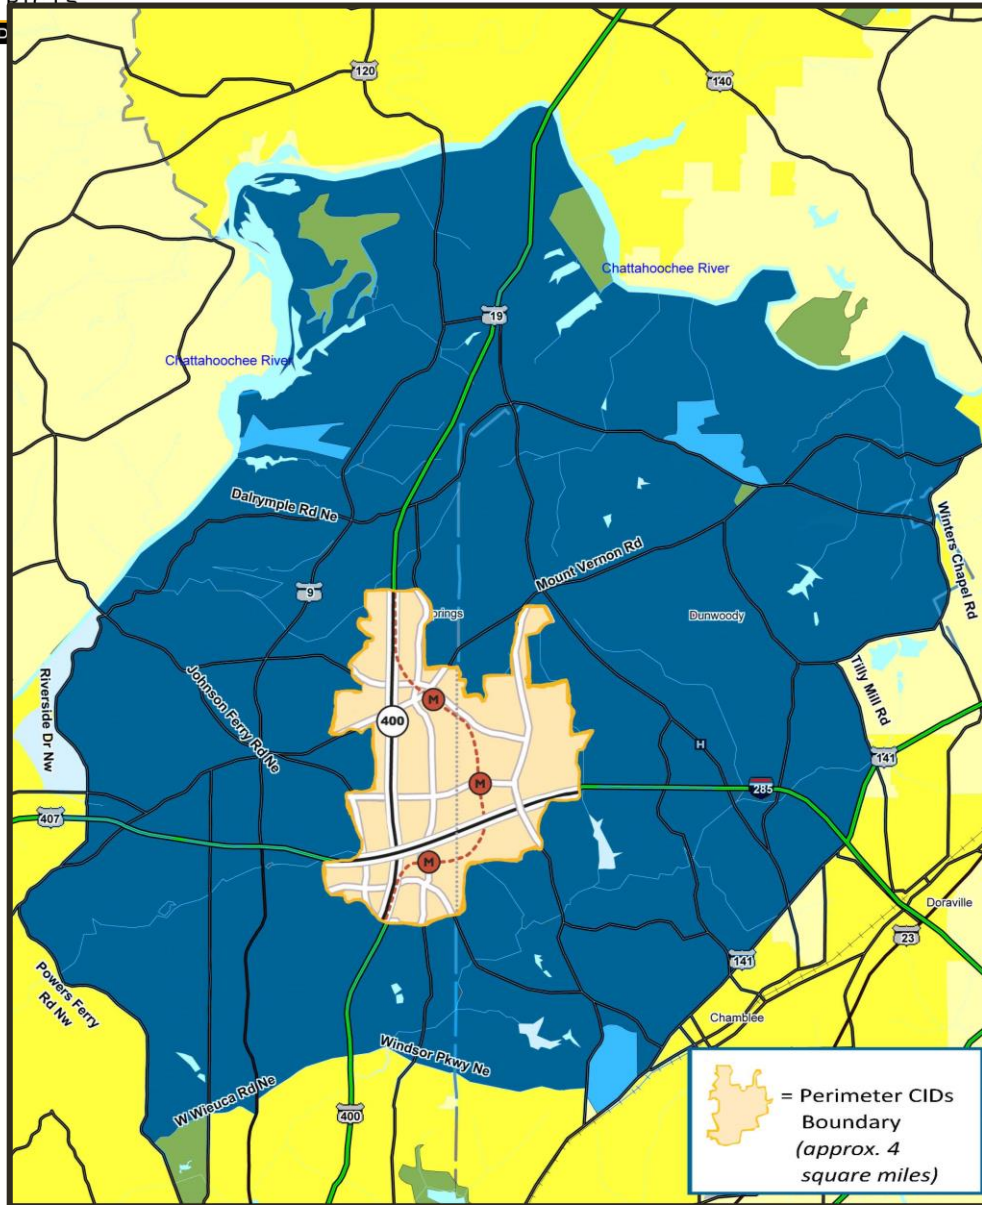 120
140
Chattahoochee River
19
Chattahoochee River
Dalrymple Rd Ne
Winters Chapel Rd
Mount Vernon Rd
9
prings
Dunwoody
Riverside Dr Nw
Johnson Ferry Rd Ne
Tilly Mill Rd
M
400
H
141
M
285
407
M
Doraville
23
141
Powers Ferry
Rd Nw
Chamblee
Windsor Pkwy Ne
W Wieuca Rd Ne
400
= Perimeter CIDs
Boundary
(approx. 4
square miles)